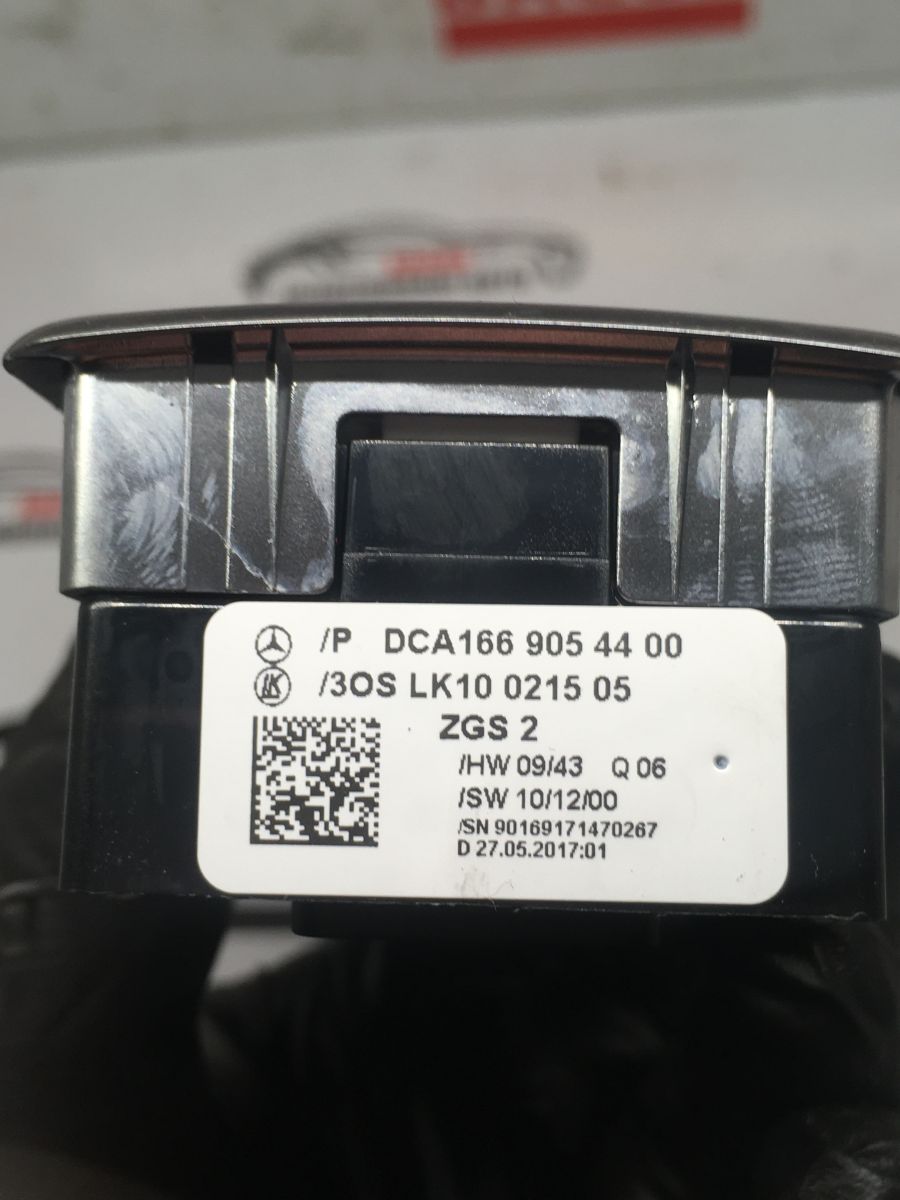 /P DCA166 905 44 00
LK
/3OS LK10 0215 05
ZGS 2
/HW 09/43 Q 06
/SW 10/12/00
/SN 90169171470267
D 27.05.2017:01